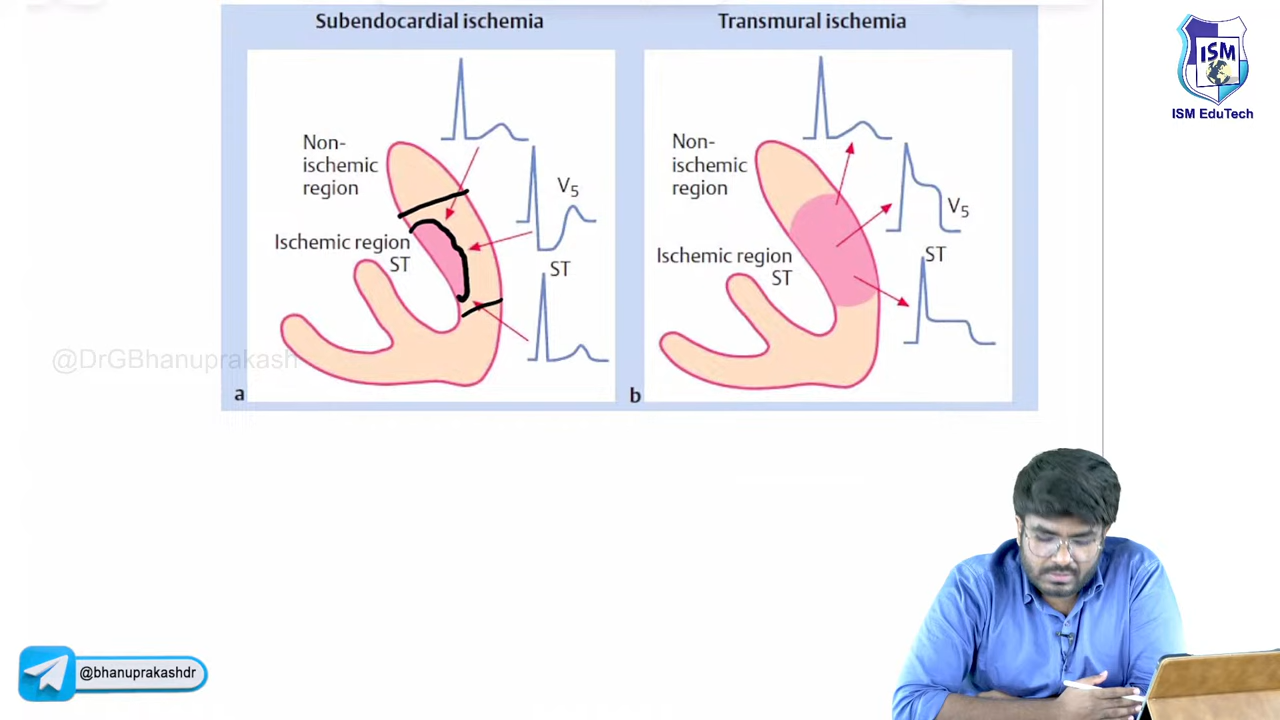 Subendocardial ischemia
Transmural ischemia
ISM
ISM EduTech
Non-
ischemic
region
V5
Ischemic region
ST
ST
a
Non-
ischemic
region
V5
Ischemic region
ST
ST
b
@DrGBhanuprakash
@bhanuprakashdr